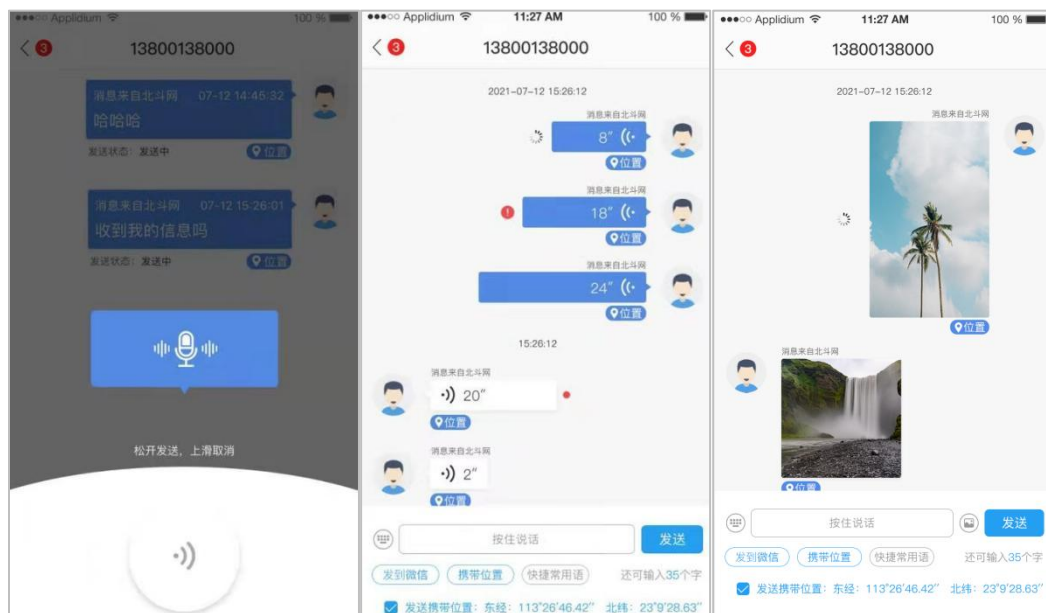 ●●●○○ Applidium 100 %
3 13800138000
消息来自北斗网 07-12 14:45:32
哈哈哈
发送状态：发送中 位置
消息来自北斗网 07-12 15:26:01
收到我的信息吗
发送状态：发送中 位置
松开发送，上滑取消
●●●○○ Applidium 11:27 AM 100 %
3 13800138000
2021-07-12 15:26:12
消息来自北斗网
8"
位置
消息来自北斗网
18"
位置
消息来自北斗网
24"
位置
15:26:12
消息来自北斗网
20"
位置
消息来自北斗网
2"
位置
按住说话 发送
发到微信 携带位置 快捷常用语 还可输入35个字
发送携带位置：东经：113°26'46.42" 北纬：23°9'28.63"
●●●○○ Applidium 11:27 AM 100 %
3 13800138000
2021-07-12 15:26:12
消息来自北斗网
位置
消息来自北斗网
位置
按住说话 发送
发到微信 携带位置 快捷常用语 还可输入35个字
发送携带位置：东经：113°26'46.42" 北纬：23°9'28.63"